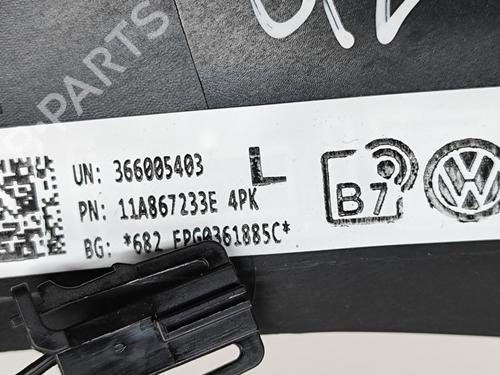 B-PARTS
UN: 366005403
PN: 11A867233E 4PK
BG: *682 FPG0361885C*
L
B7